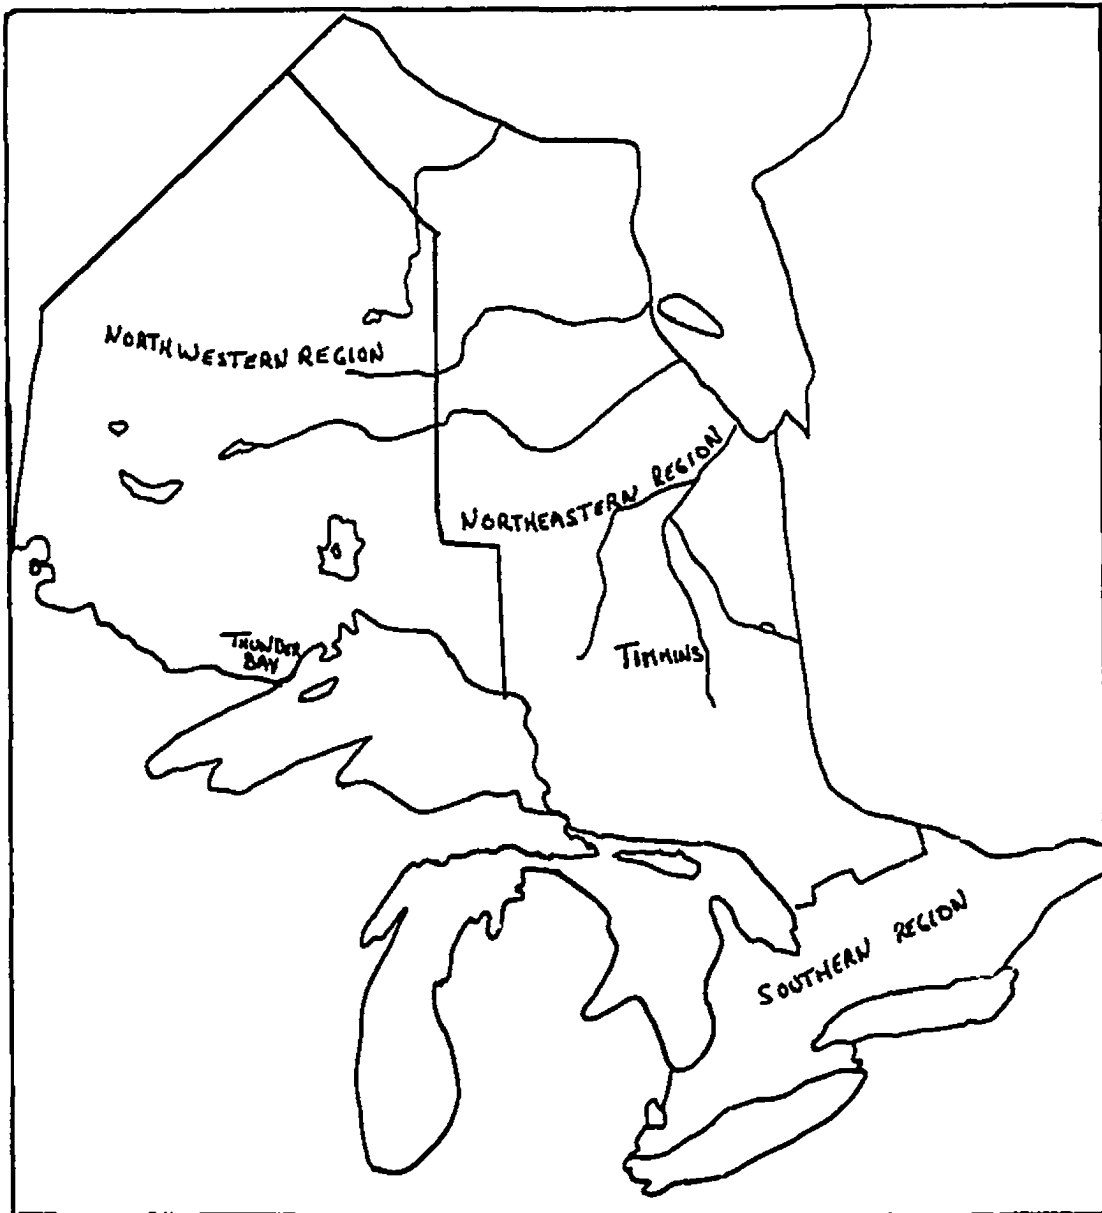 NORTHWESTERN REGION
NORTHEASTERN REGION
THUNDER
BAY
TIMMINS
SOUTHERN REGION